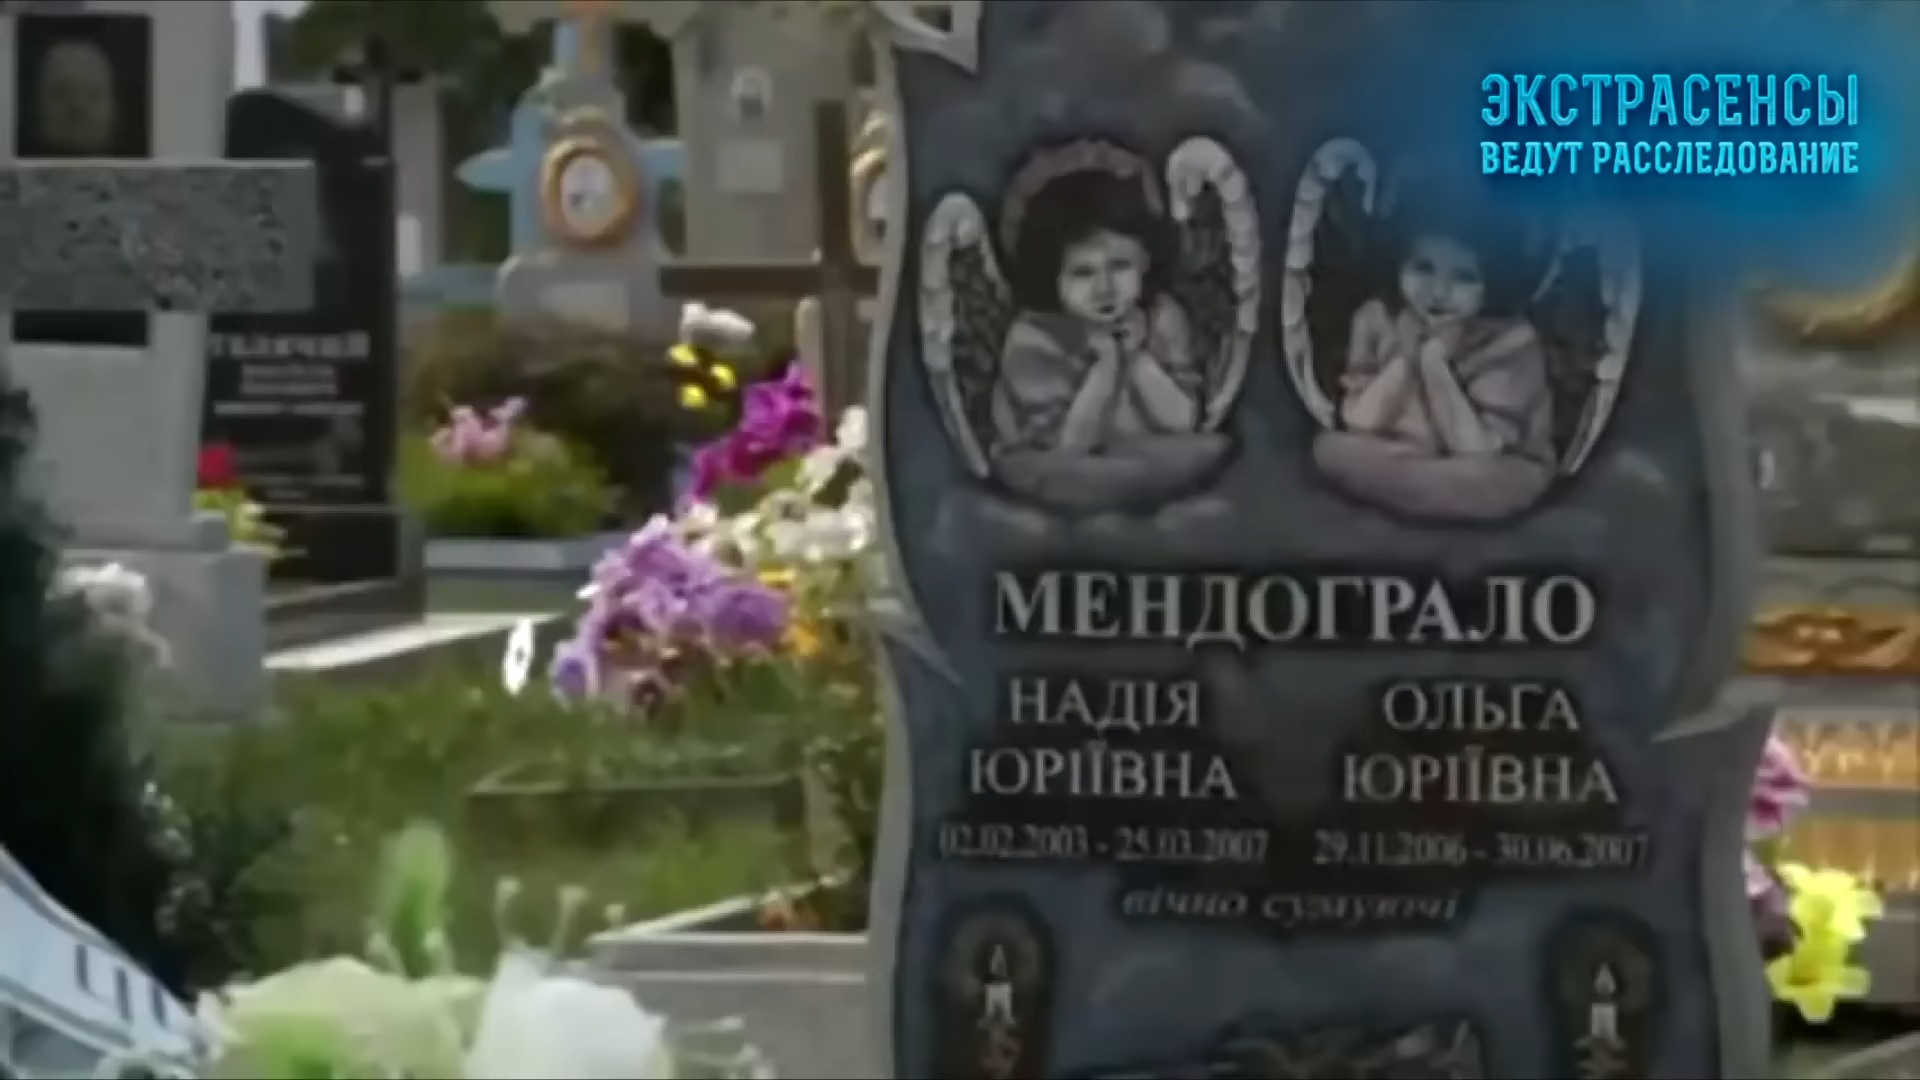 ЭКСТРАСЕНСЫ
ВЕДУТ РАССЛЕДОВАНИЕ
МЕНДОГРАЛО
НАДІЯ ОЛЬГА
ЮРІЇВНА ЮРІЇВНА
02.02.2003 - 25.03.2007 29.11.2006 - 30.06.2007
вічно сумуючі